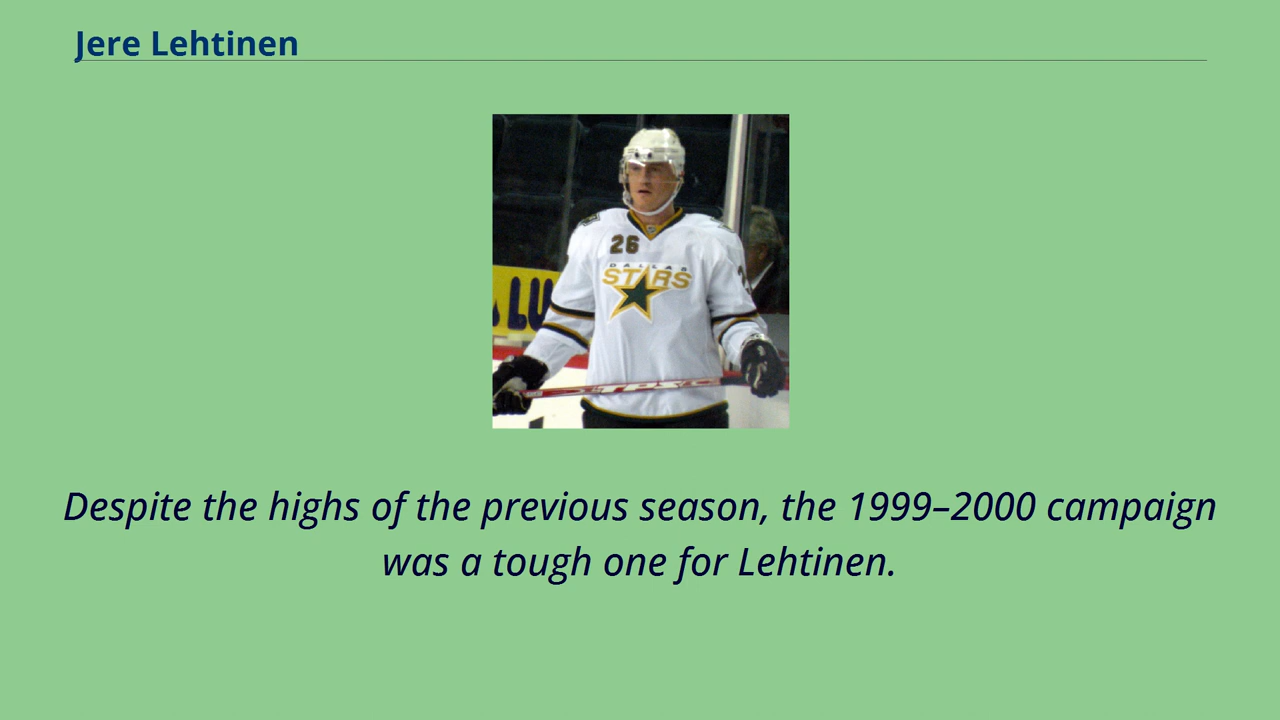 Jere Lehtinen
26
DALLAS
STARS
LU
Despite the highs of the previous season, the 1999–2000 campaign
was a tough one for Lehtinen.